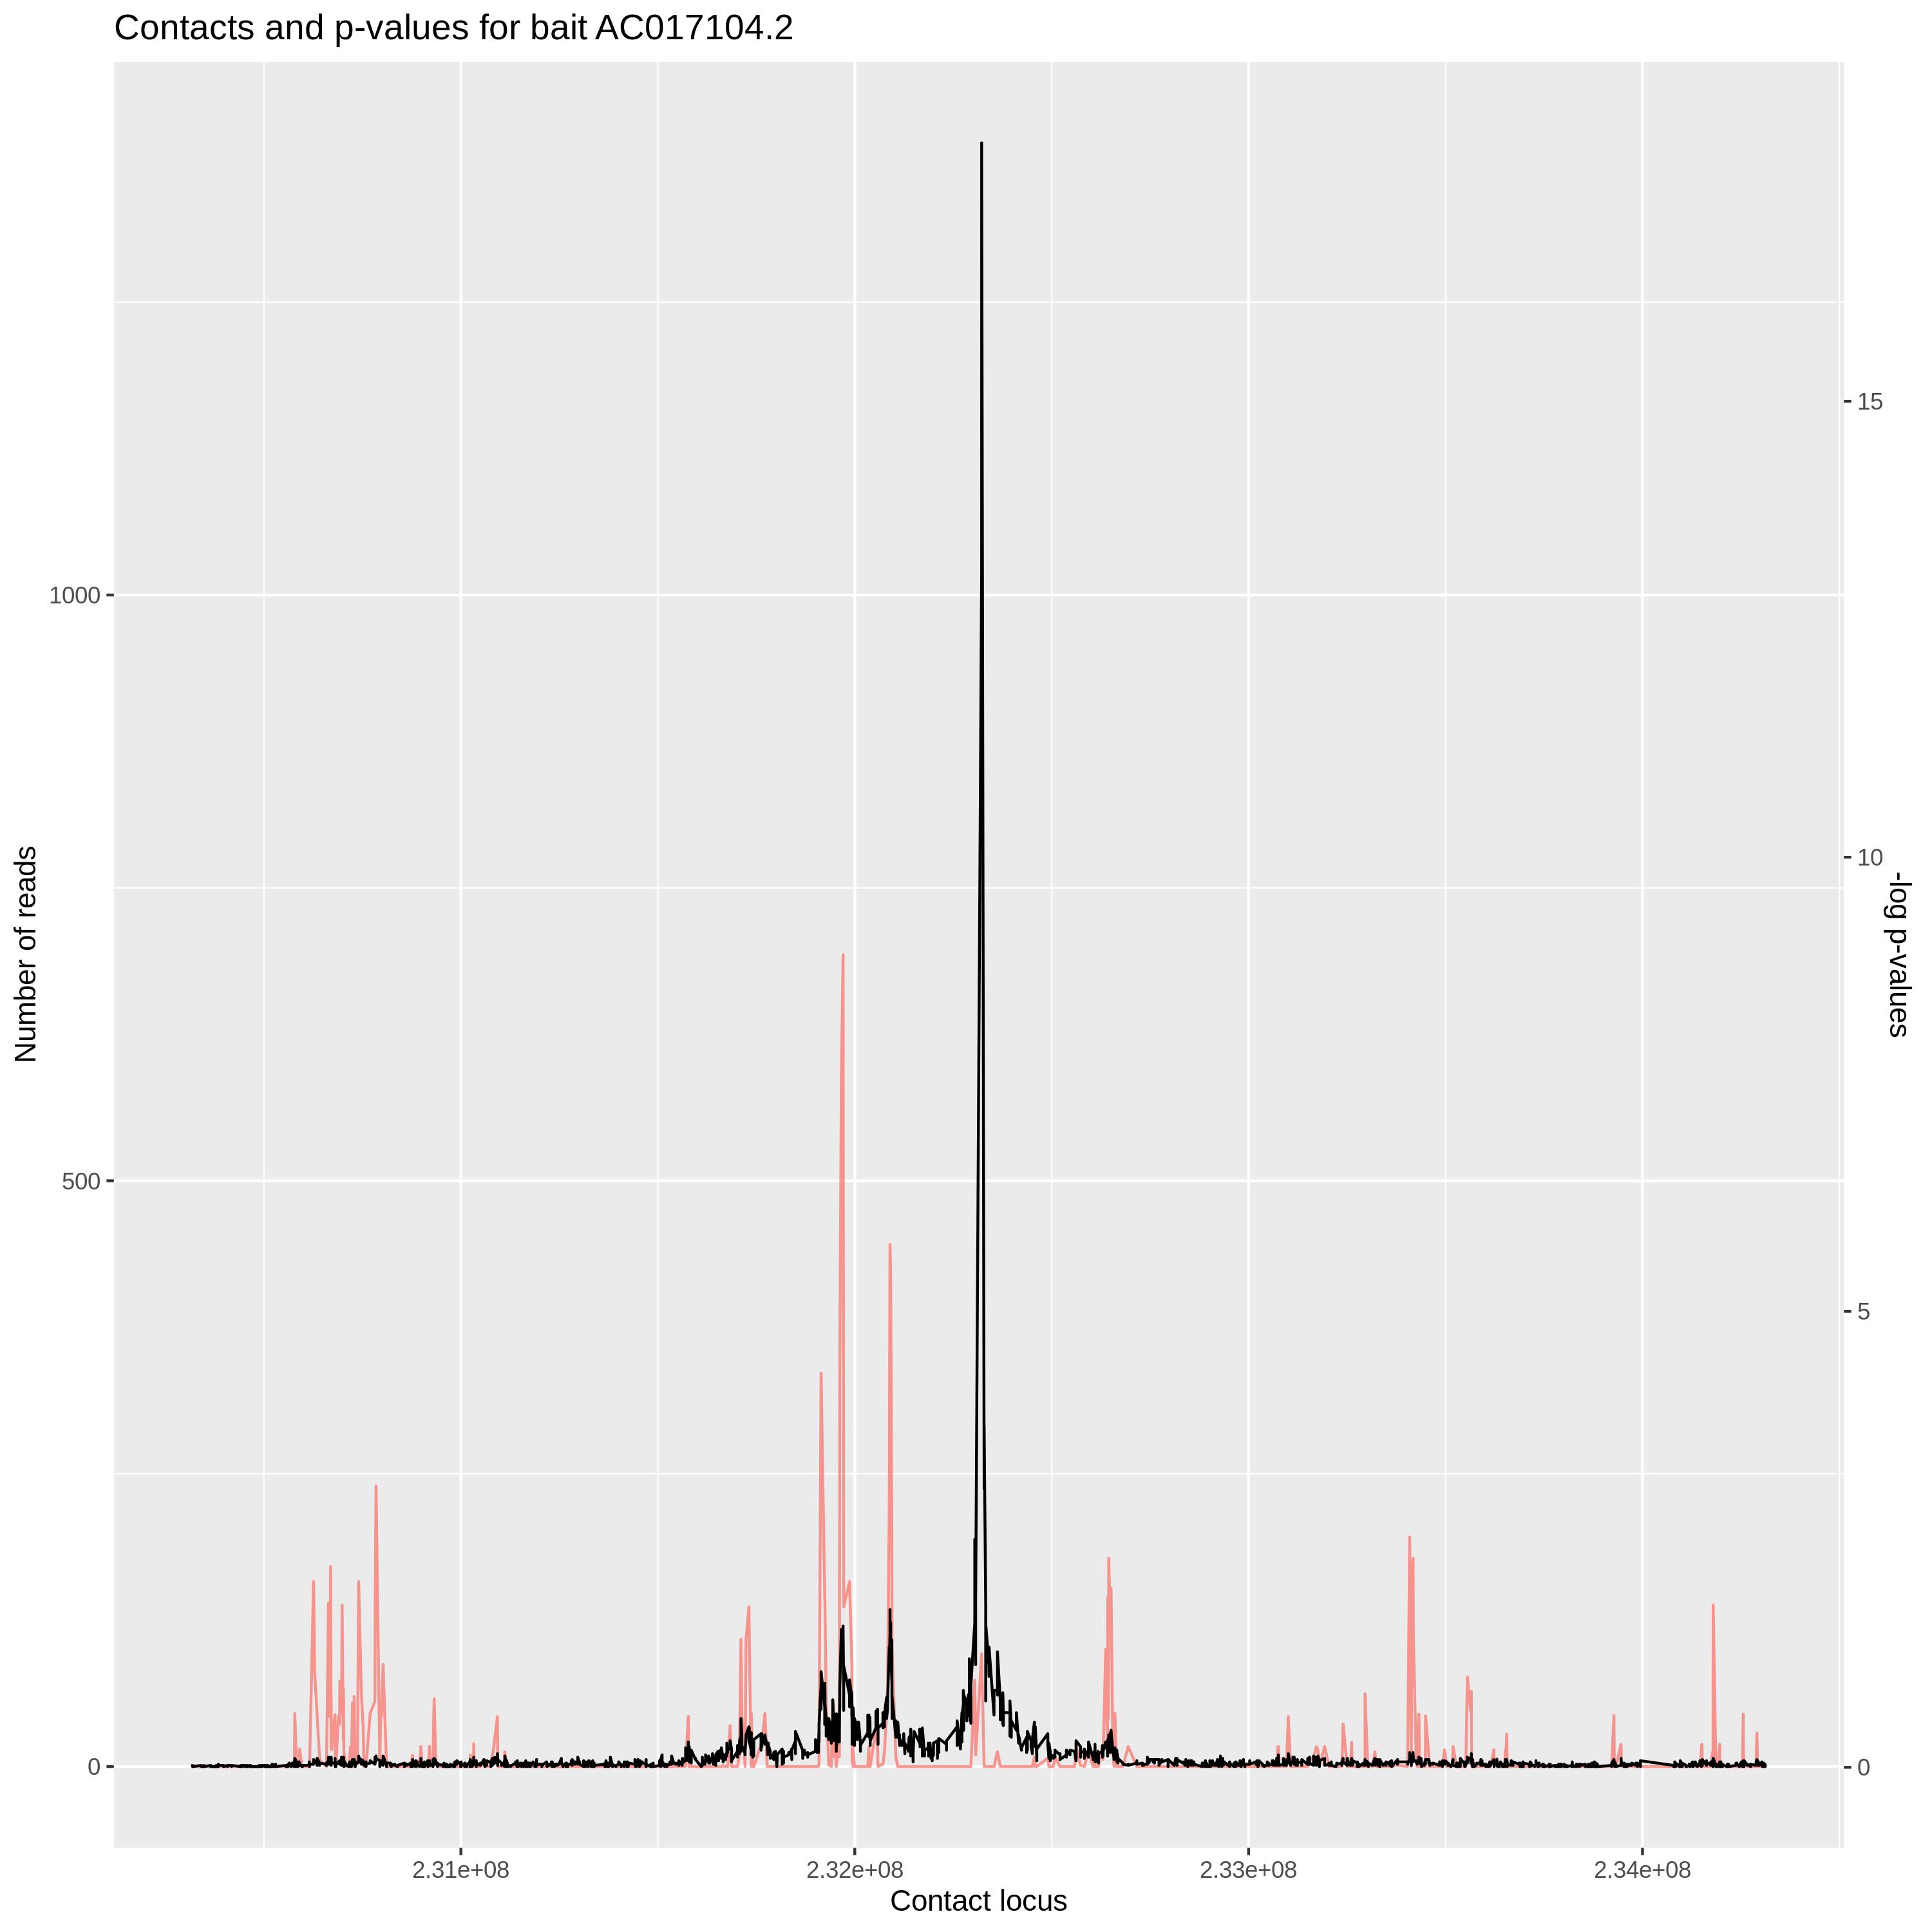 Contacts and p-values for bait AC017104.2
Number of reads
1000
500
0
15
10
5
0
-log p-values
2.31e+08
2.32e+08
2.33e+08
2.34e+08
Contact locus